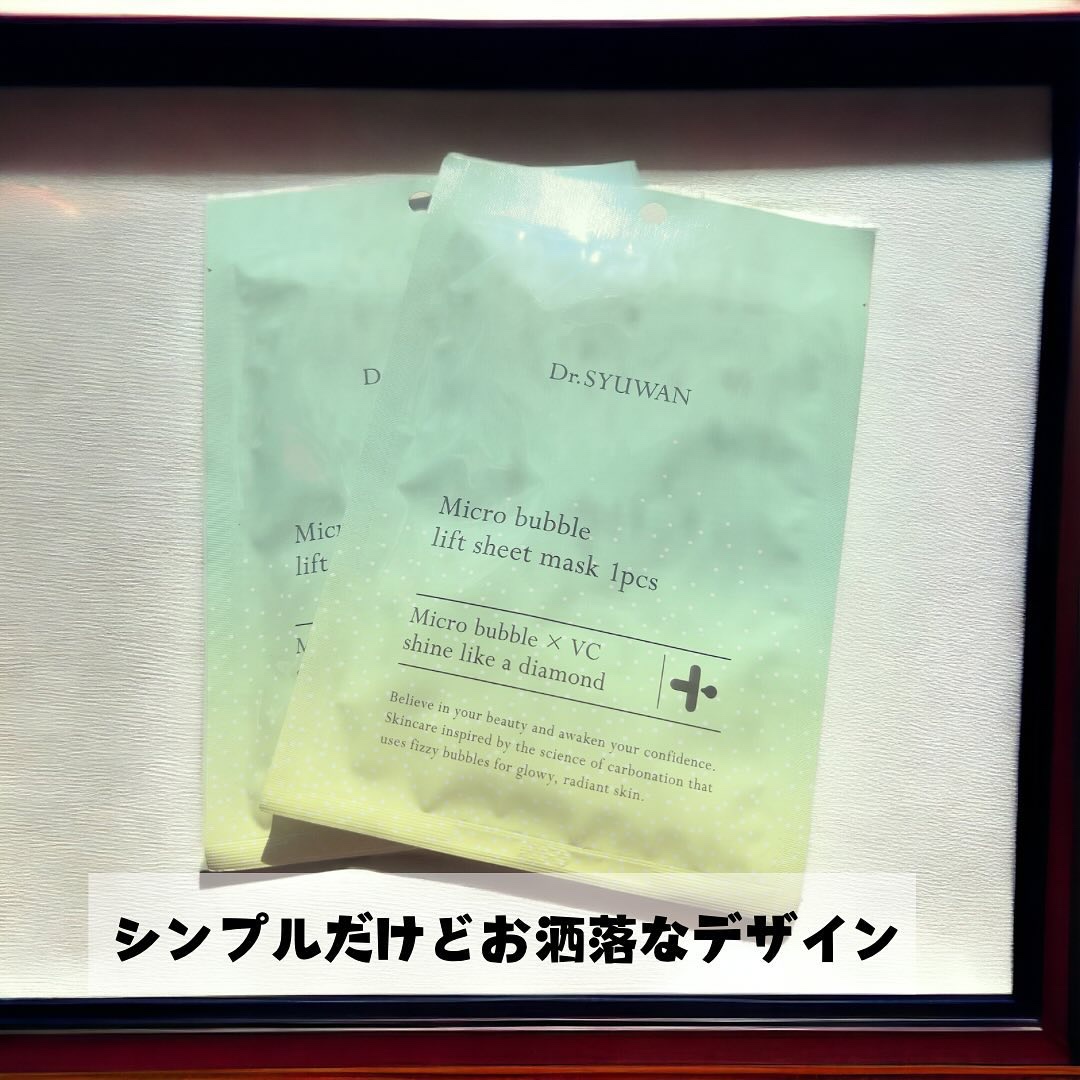 D
Micr
lift
M
Dr.SYUWAN
Micro bubble
lift sheet mask 1pcs
Micro bubble × VC
shine like a diamond
Believe in your beauty and awaken your confidence.
Skincare inspired by the science of carbonation that
uses fizzy bubbles for glowy, radiant skin.
シンプルだけどお洒落なデザイン